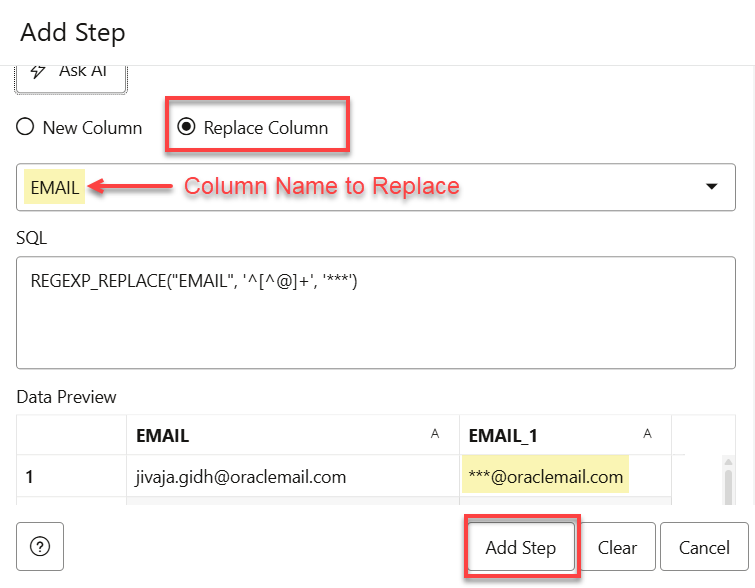 Add Step
Ask AI
New Column
Replace Column
EMAIL
Column Name to Replace
SQL
REGEXP_REPLACE("EMAIL", '^[^@]+', '***')
Data Preview
EMAIL A EMAIL_1 A
1 jivaja.gidh@oraclemail.com ***@oraclemail.com
?
Add Step
Clear
Cancel